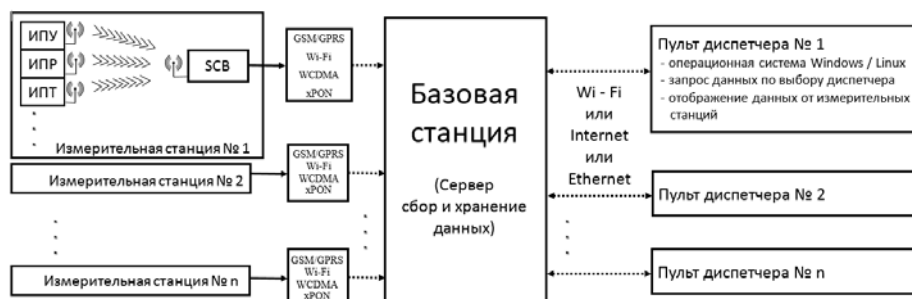 ИПУ
ИПР
ИПТ
SCB
Измерительная станция № 1
GSM/GPRS
Wi-Fi
WCDMA
xPON
Измерительная станция № 2
GSM/GPRS
Wi-Fi
WCDMA
xPON
Измерительная станция № n
GSM/GPRS
Wi-Fi
WCDMA
xPON
Базовая
станция
(Сервер
сбор и хранение
данных)
Wi - Fi
или
Internet
или
Ethernet
Пульт диспетчера № 1
- операционная система Windows / Linux
- запрос данных по выбору диспетчера
- отображение данных от измерительных
станций
Пульт диспетчера № 2
Пульт диспетчера № n